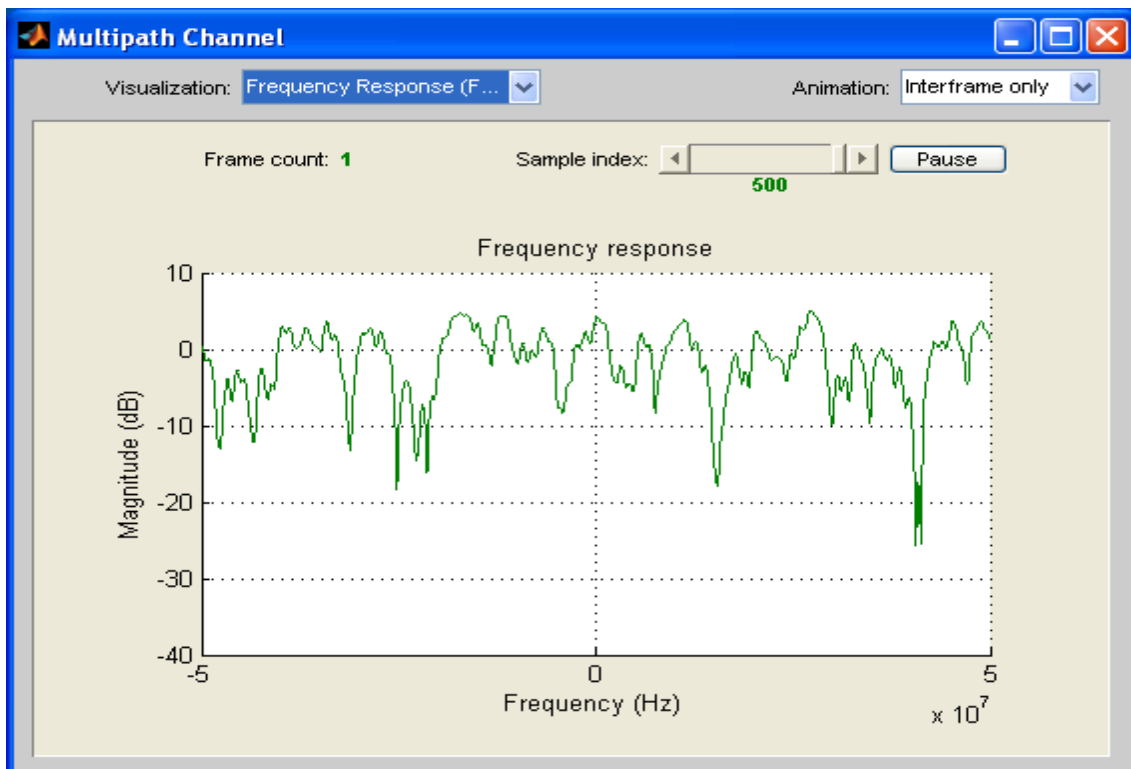 Multipath Channel
Visualization: Frequency Response (F... Animation: Interframe only
Frame count: 1 Sample index: Pause
500
Frequency response
10
0
-10
-20
-30
-40
Magnitude (dB)
-5 0 5
Frequency (Hz)
x 10^7